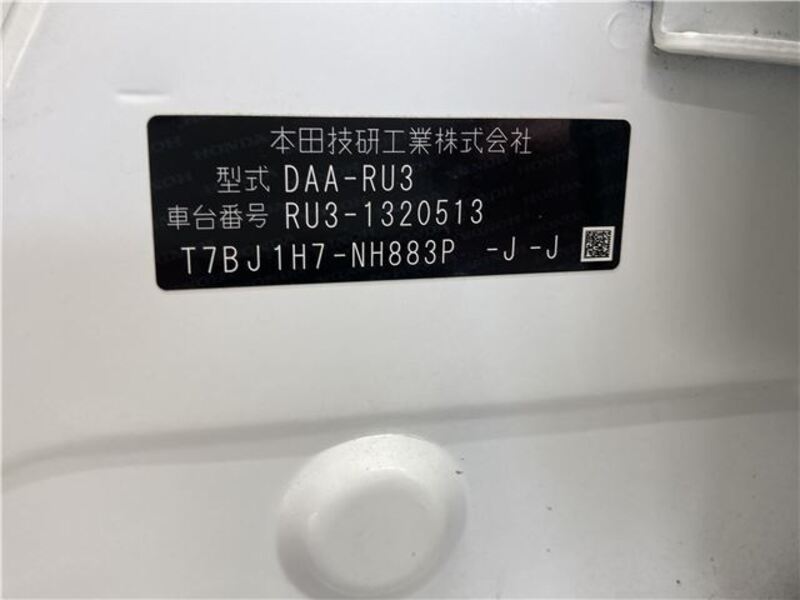 本田技研工業株式会社
型式 DAA-RU3
車台番号 RU3-1320513
T7BJ1H7-NH883P -J -J